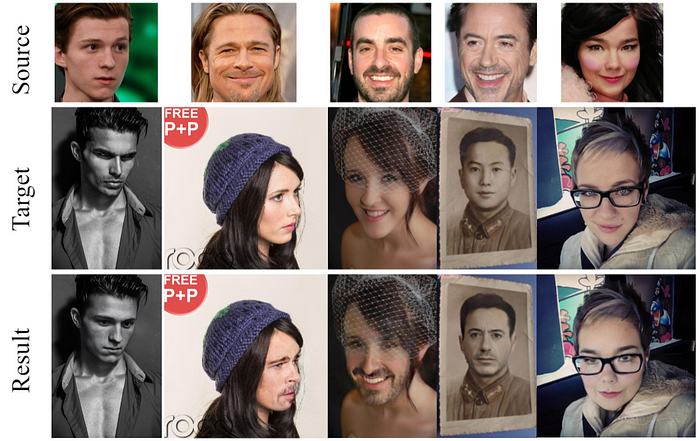 Source
Target
FREE
P+P
Result
FREE
P+P